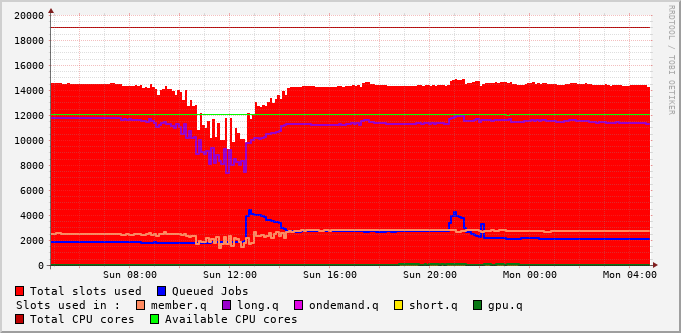 20000
18000
16000
14000
12000
10000
8000
6000
4000
2000
0
Sun 08:00 Sun 12:00 Sun 16:00 Sun 20:00 Mon 00:00 Mon 04:00
Total slots used Queued Jobs
Slots used in : member.q long.q ondemand.q short.q gpu.q
Total CPU cores Available CPU cores
RRDTOOL / TOBI OETIKER